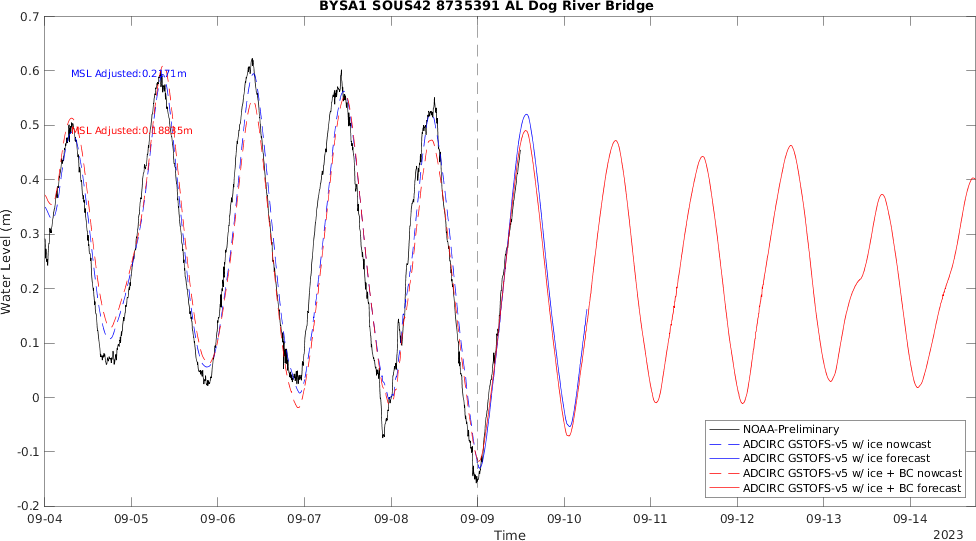 BYSA1 SOUS42 8735391 AL Dog River Bridge
0.7
0.6
0.5
0.4
0.3
0.2
0.1
0
-0.1
-0.2
Water Level (m)
MSL Adjusted:0.2171m
MSL Adjusted:0.18815m
NOAA-Preliminary
ADCIRC GSTOFS-v5 w/ ice nowcast
ADCIRC GSTOFS-v5 w/ ice forecast
ADCIRC GSTOFS-v5 w/ ice + BC nowcast
ADCIRC GSTOFS-v5 w/ ice + BC forecast
09-04 09-05 09-06 09-07 09-08 09-09 09-10 09-11 09-12 09-13 09-14
Time
2023